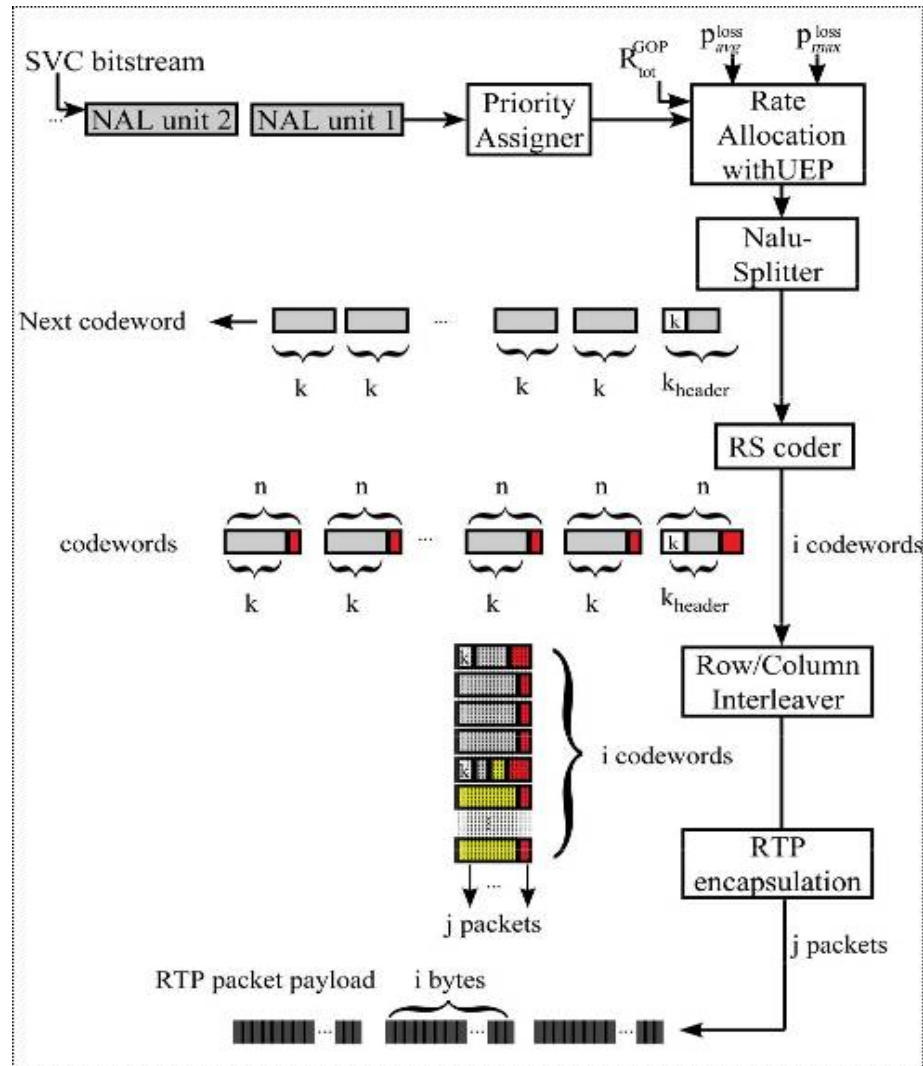 SVC bitstream
...
NAL unit 2
NAL unit 1
Priority
Assigner
R_tot^GOP
p_avg^loss
p_max^loss
Rate
Allocation
withUEP
Nalu-
Splitter
Next codeword
...
k
k
k
k
k
k_header
RS coder
n
n
n
n
n
codewords
...
k
i codewords
k
k
k
k
k_header
k
Row/Column
Interleaver
i codewords
k
...
RTP
encapsulation
j packets
j packets
RTP packet payload
i bytes
...
...
...